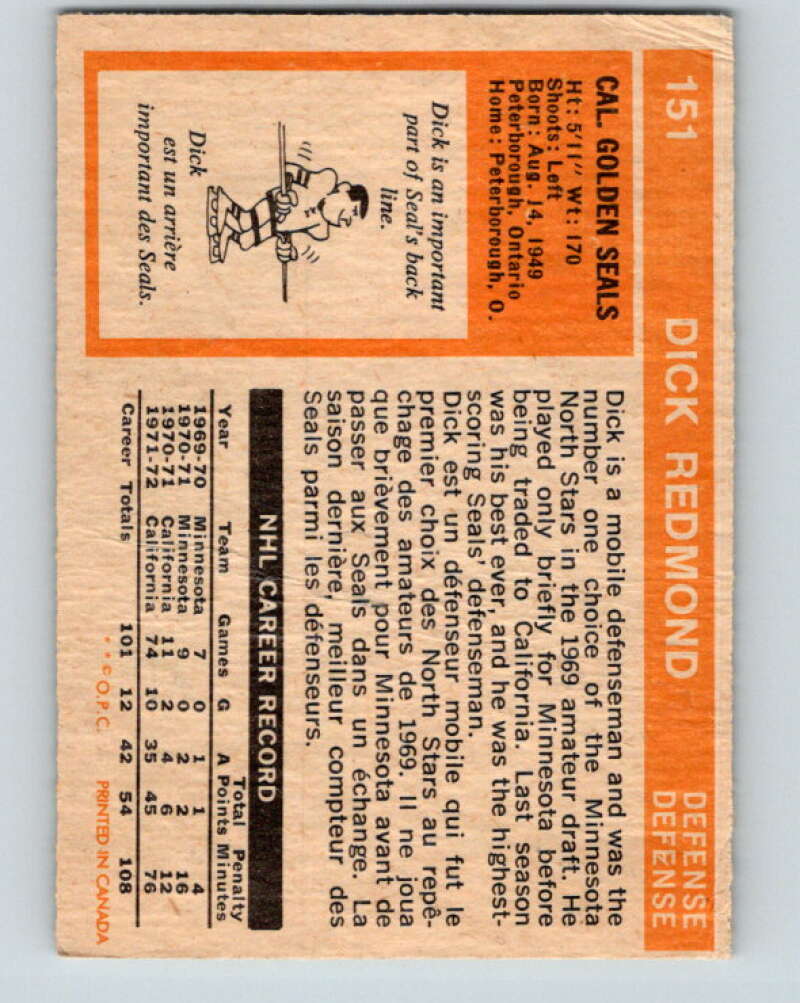 151 DICK REDMOND DEFENSE
DEFENSE
CAL. GOLDEN SEALS
Ht: 5'11" Wt: 170
Shoots: Left
Born: Aug. 14, 1949
Peterborough, Ontario
Home: Peterborough, O.
Dick is an important
part of Seal's back
line.
Dick
est un arrière
important des Seals.
Dick is a mobile defenseman and was the
number one choice of the Minnesota
North Stars in the 1969 amateur draft. He
played only briefly for Minnesota before
being traded to California. Last season
was his best ever, and he was the highest-
scoring Seals' defenseman.
Dick est un défenseur mobile qui fut le
premier choix des North Stars au repê-
chage des amateurs de 1969. Il ne joua
que brièvement pour Minnesota avant de
passer aux Seals dans un échange. La
saison dernière, meilleur compteur des
Seals parmi les défenseurs.
NHL CAREER RECORD
Total Penalty
Year Team Games G A Points Minutes
1969-70 Minnesota 7 0 1 1 4
1970-71 Minnesota 9 0 2 2 16
1970-71 California 11 2 4 6 12
1971-72 California 74 10 35 45 76
Career Totals 101 12 42 54 108
* * © O.P.C. PRINTED IN CANADA